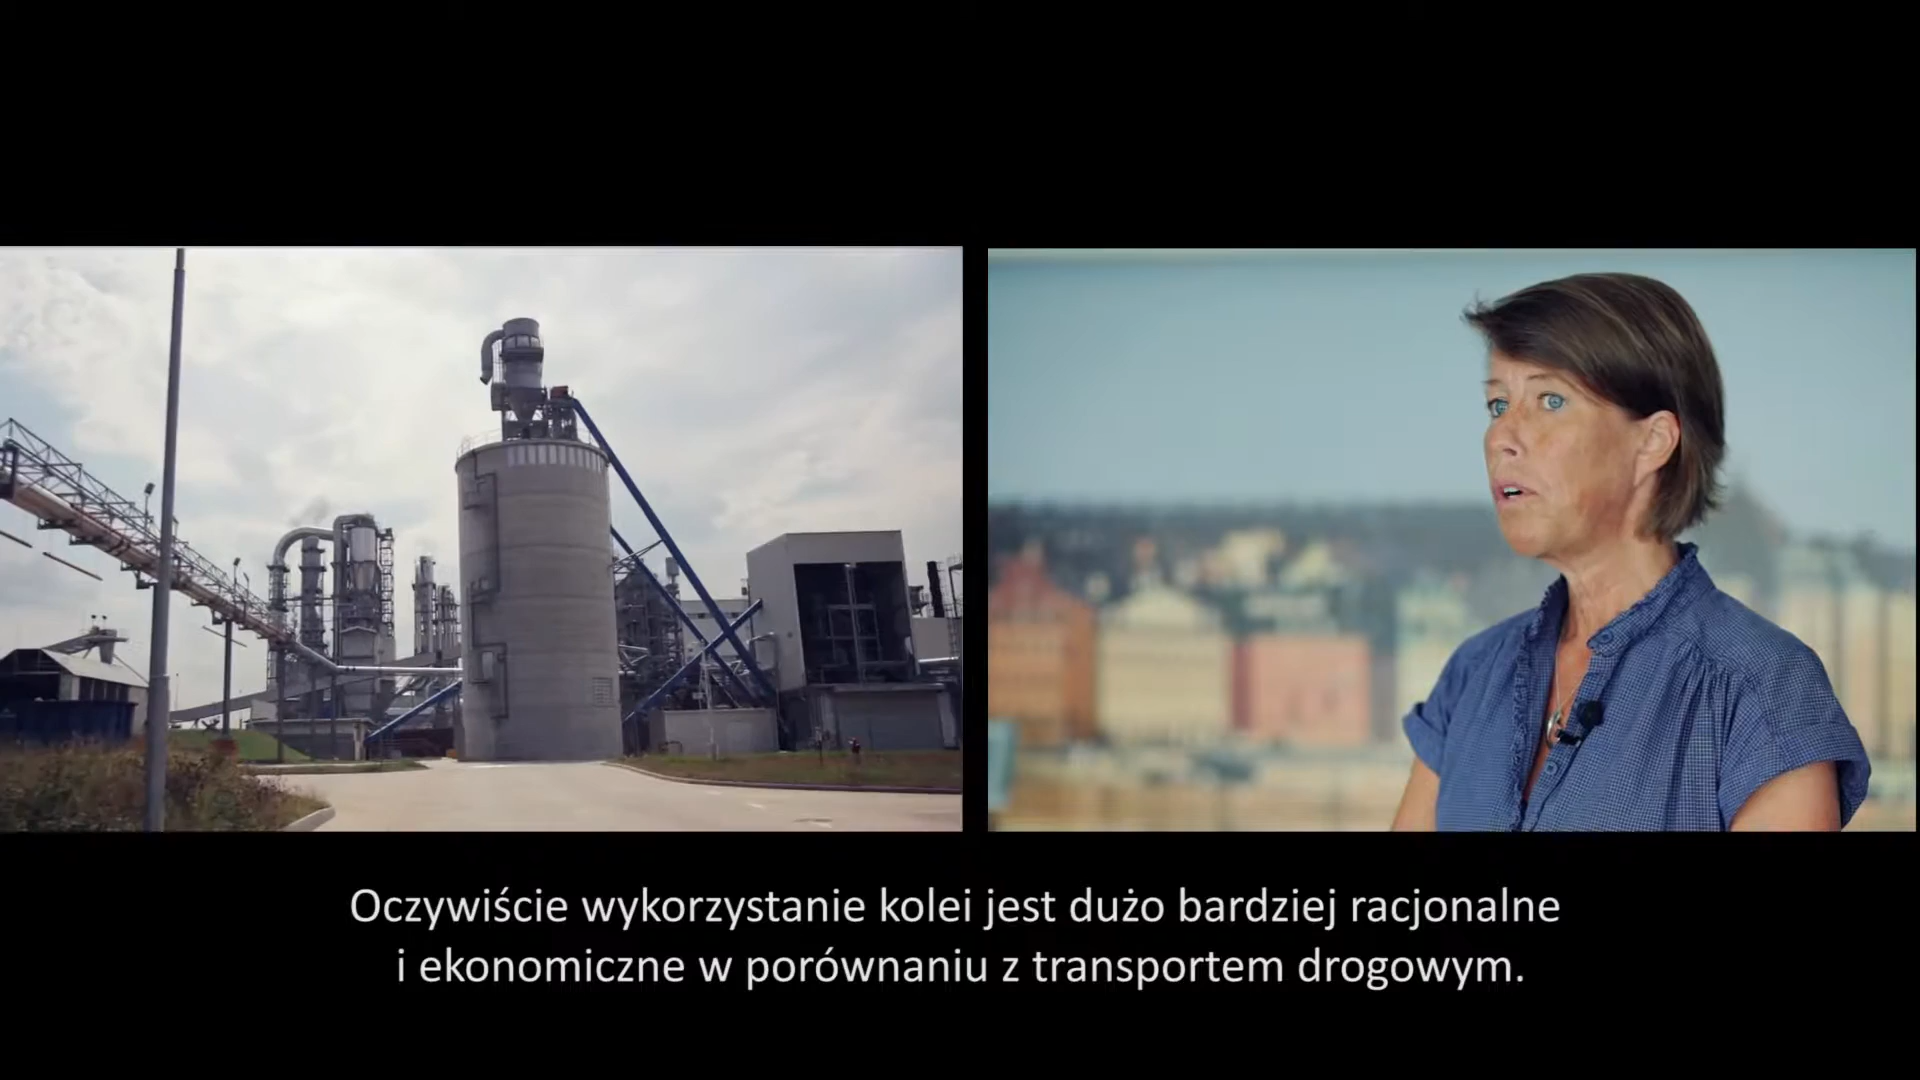 Oczywiście wykorzystanie kolei jest dużo bardziej racjonalne
i ekonomiczne w porównaniu z transportem drogowym.